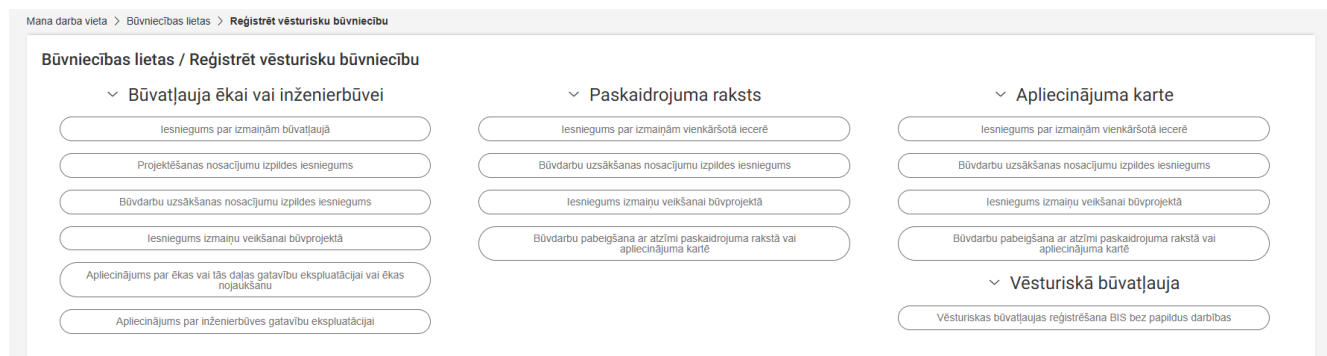 Mana darba vieta > Būvniecības lietas > Reģistrēt vēsturisku būvniecību
Būvniecības lietas / Reģistrēt vēsturisku būvniecību
Būvatļauja ēkai vai inženierbūvei
Iesniegums par izmaiņām būvatļaujā
Projektēšanas nosacījumu izpildes iesniegums
Būvdarbu uzsākšanas nosacījumu izpildes iesniegums
Iesniegums izmaiņu veikšanai būvprojektā
Apliecinājums par ēkas vai tās daļas gatavību ekspluatācijai vai ēkas
nojaukšanu
Apliecinājums par inženierbūves gatavību ekspluatācijai
Paskaidrojuma raksts
Iesniegums par izmaiņām vienkāršotā iecerē
Būvdarbu uzsākšanas nosacījumu izpildes iesniegums
Iesniegums izmaiņu veikšanai būvprojektā
Būvdarbu pabeigšana ar atzīmi paskaidrojuma rakstā vai
apliecinājuma kartē
Apliecinājuma karte
Iesniegums par izmaiņām vienkāršotā iecerē
Būvdarbu uzsākšanas nosacījumu izpildes iesniegums
Iesniegums izmaiņu veikšanai būvprojektā
Būvdarbu pabeigšana ar atzīmi paskaidrojuma rakstā vai
apliecinājuma kartē
Vēsturiskā būvatļauja
Vēsturiskas būvatļaujas reģistrēšana BIS bez papildus darbības